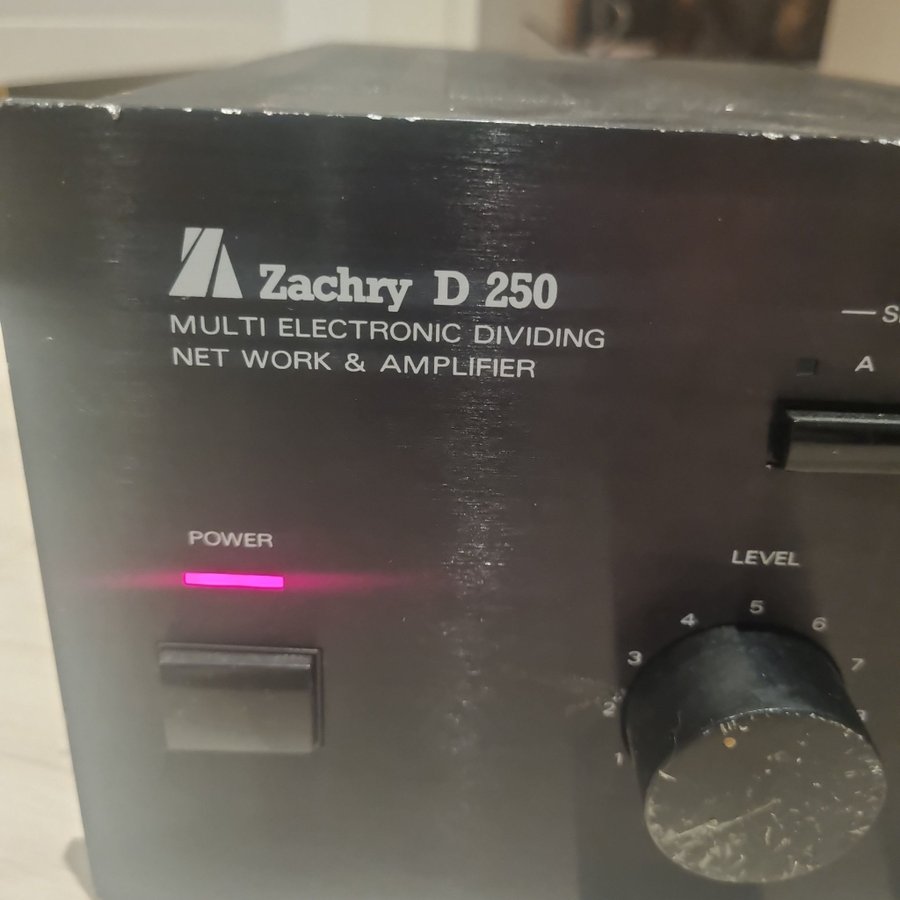 Zachry D 250
MULTI ELECTRONIC DIVIDING
NET WORK & AMPLIFIER
A
POWER
LEVEL
1
2
3
4
5
6
7